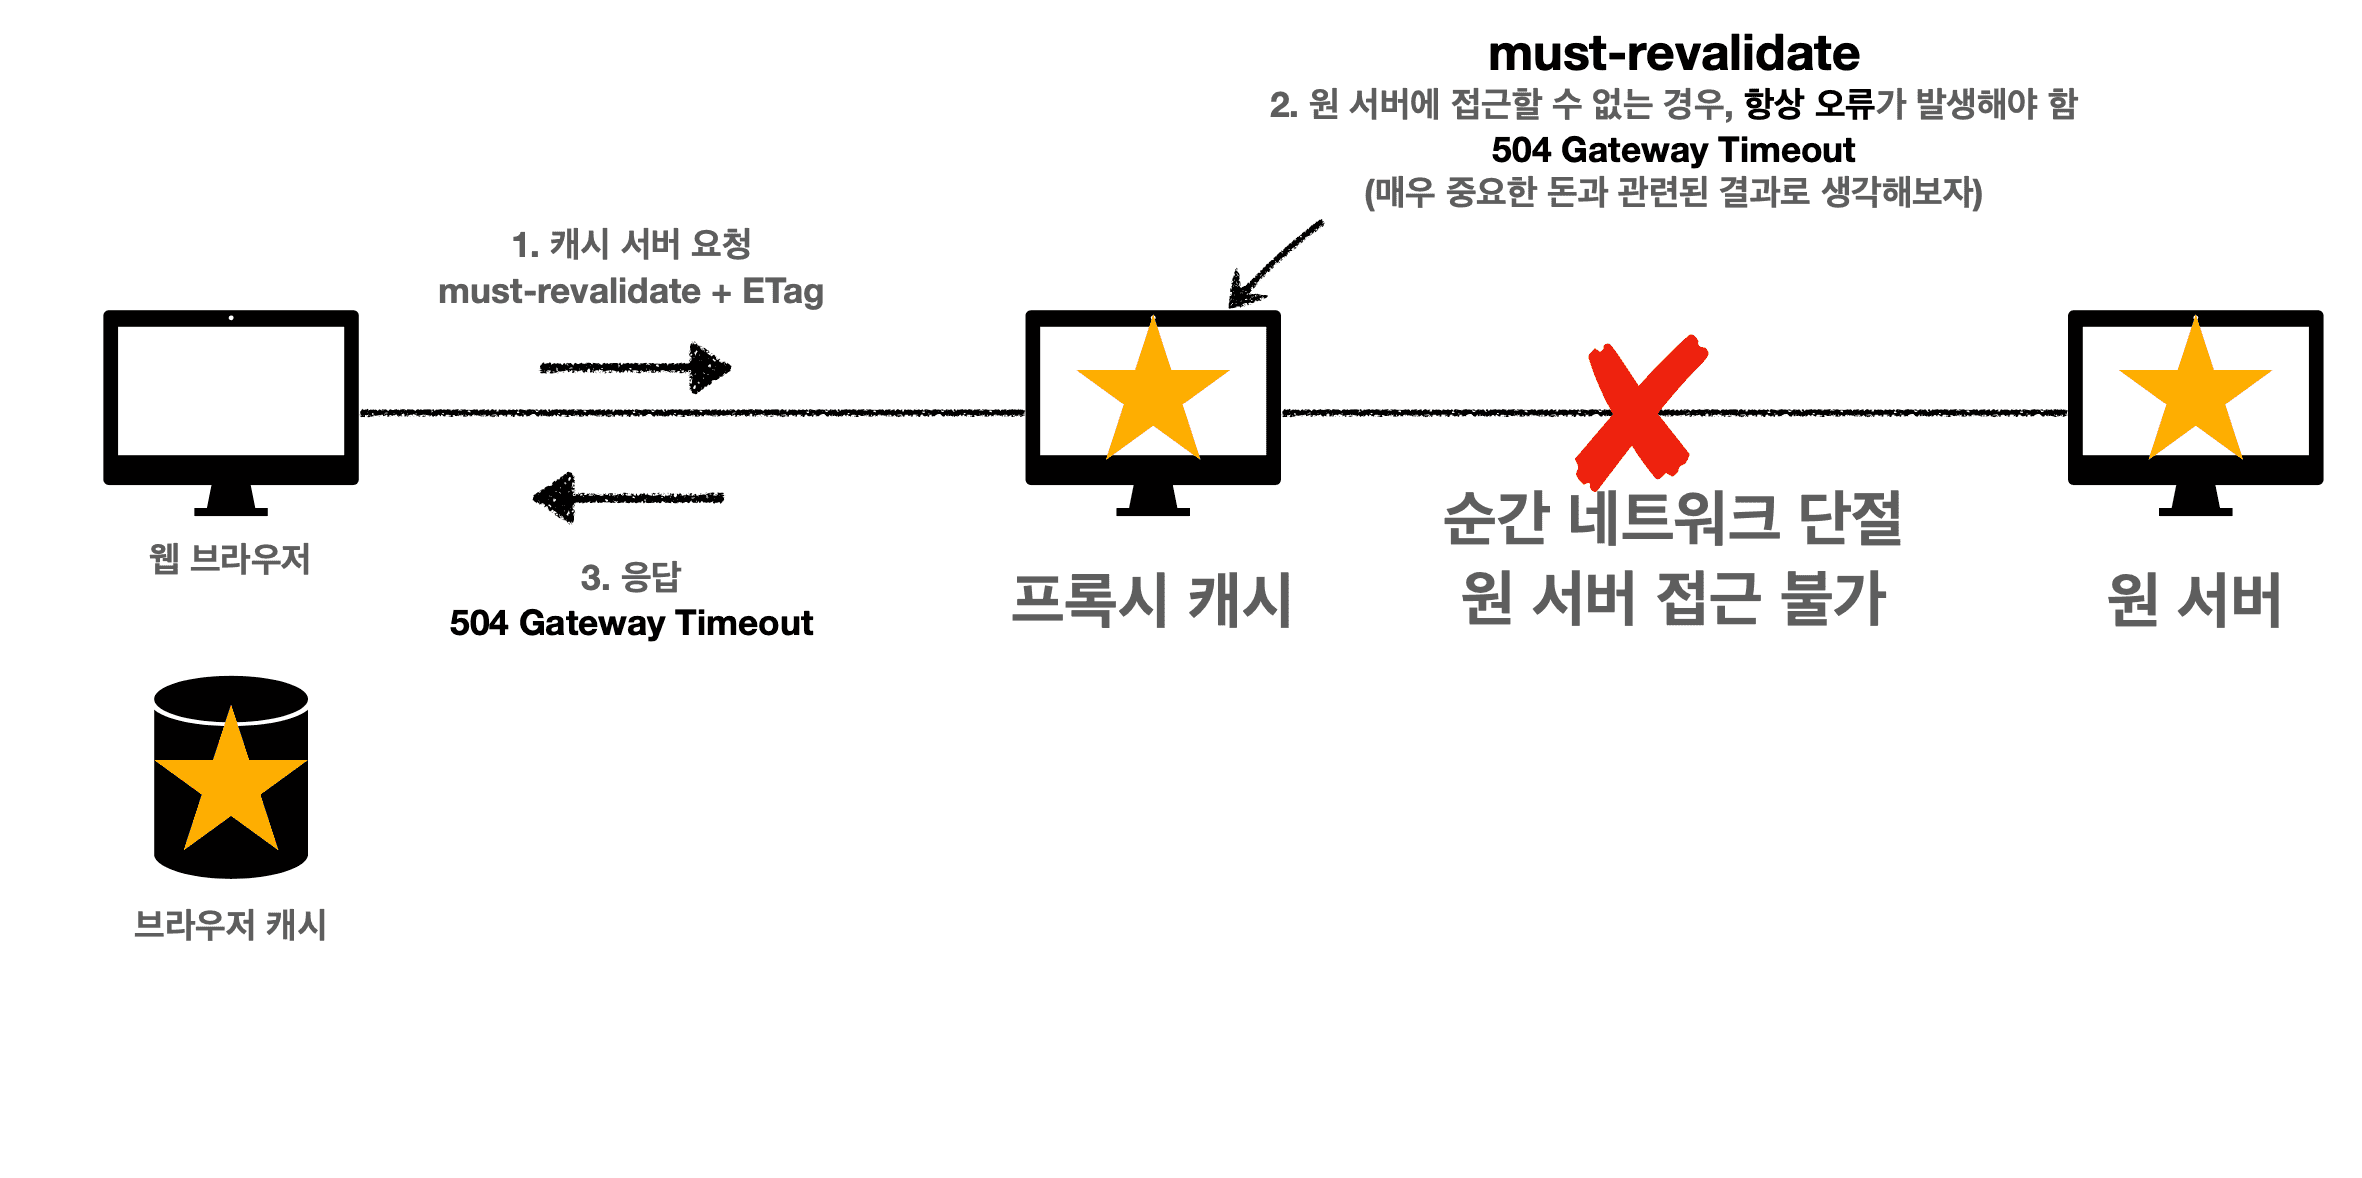 must-revalidate
2. 원 서버에 접근할 수 없는 경우, 항상 오류가 발생해야 함
504 Gateway Timeout
(매우 중요한 돈과 관련된 결과로 생각해보자)
1. 캐시 서버 요청
must-revalidate + ETag
웹 브라우저
3. 응답
504 Gateway Timeout
프록시 캐시
순간 네트워크 단절
원 서버 접근 불가
원 서버
브라우저 캐시